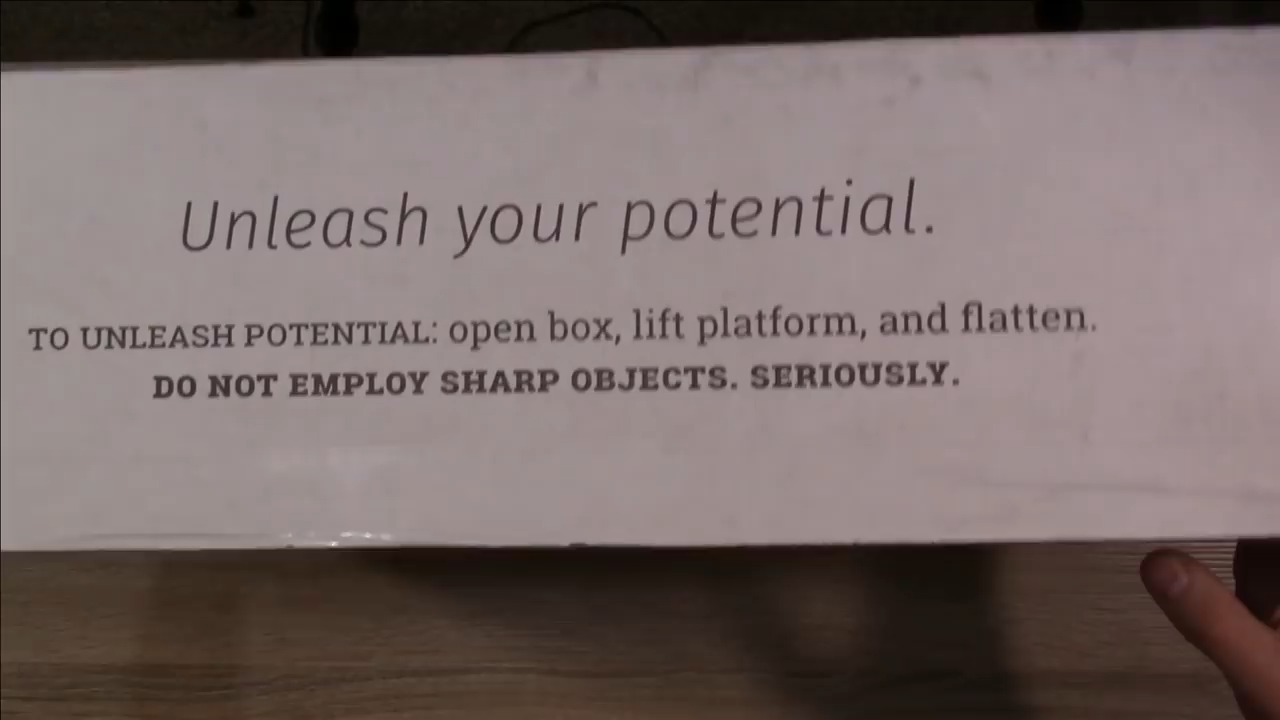 Unleash your potential.
TO UNLEASH POTENTIAL: open box, lift platform, and flatten.
DO NOT EMPLOY SHARP OBJECTS. SERIOUSLY.